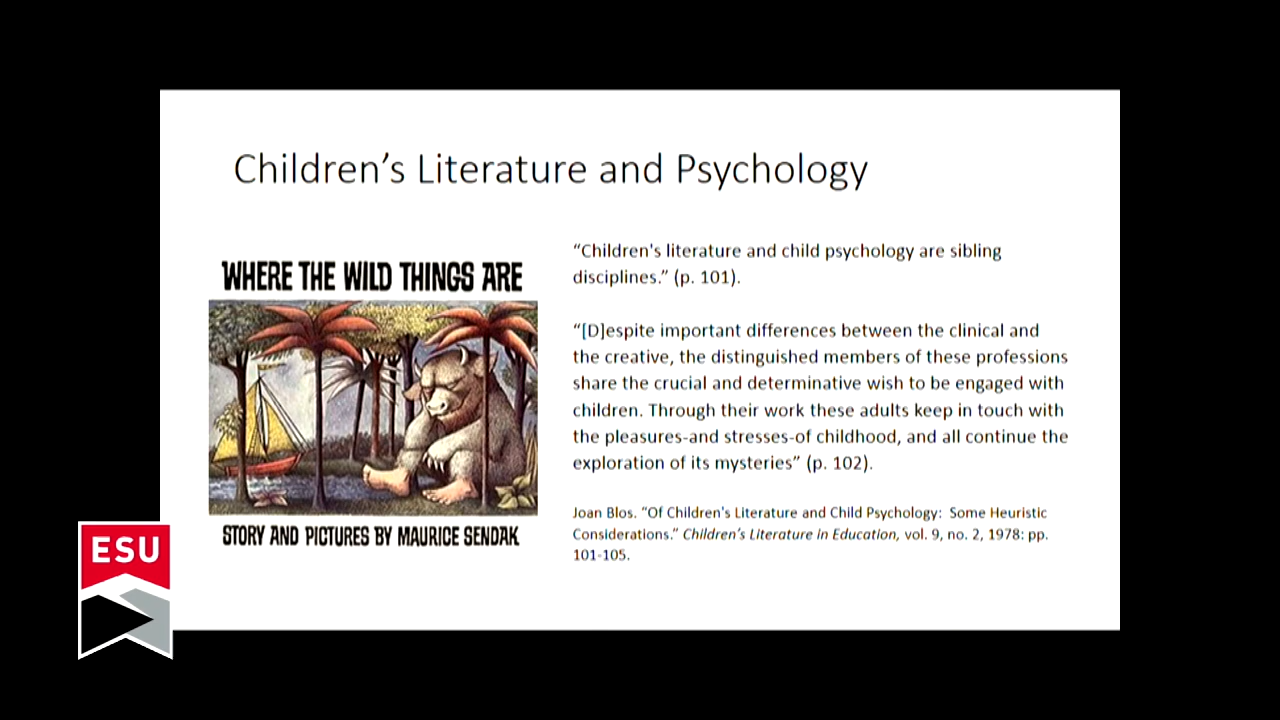 Children’s Literature and Psychology
WHERE THE WILD THINGS ARE
STORY AND PICTURES BY MAURICE SENDAK
“Children's literature and child psychology are sibling
disciplines.” (p. 101).
“[D]espite important differences between the clinical and
the creative, the distinguished members of these professions
share the crucial and determinative wish to be engaged with
children. Through their work these adults keep in touch with
the pleasures-and stresses-of childhood, and all continue the
exploration of its mysteries” (p. 102).
Joan Blos. “Of Children's Literature and Child Psychology:  Some Heuristic
Considerations.” Children’s Literature in Education, vol. 9, no. 2, 1978: pp.
101-105.
ESU